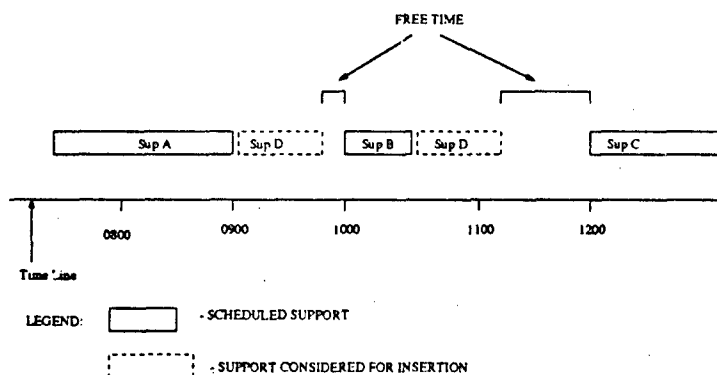 FREE TIME
Sup A
Sup D
Sup B
Sup D
Sup C
0800
0900
1000
1100
1200
Time Line
LEGEND:
- SCHEDULED SUPPORT
- SUPPORT CONSIDERED FOR INSERTION